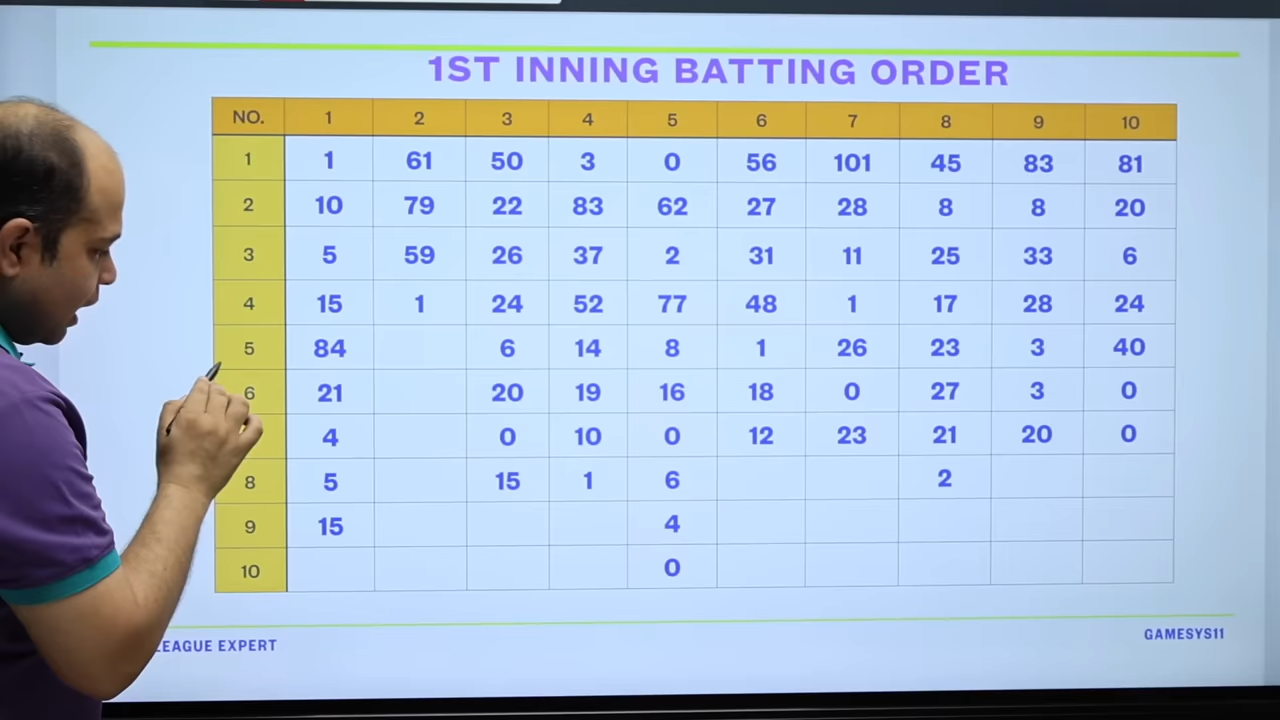 1ST INNING BATTING ORDER
NO. 1 2 3 4 5 6 7 8 9 10
1 1 61 50 3 0 56 101 45 83 81
2 10 79 22 83 62 27 28 8 8 20
3 5 59 26 37 2 31 11 25 33 6
4 15 1 24 52 77 48 1 17 28 24
5 84 6 14 8 1 26 23 3 40
6 21 20 19 16 18 0 27 3 0
4 0 10 0 12 23 21 20 0
8 5 15 1 6 2
9 15 4
10 0
LEAGUE EXPERT
GAMESYS11